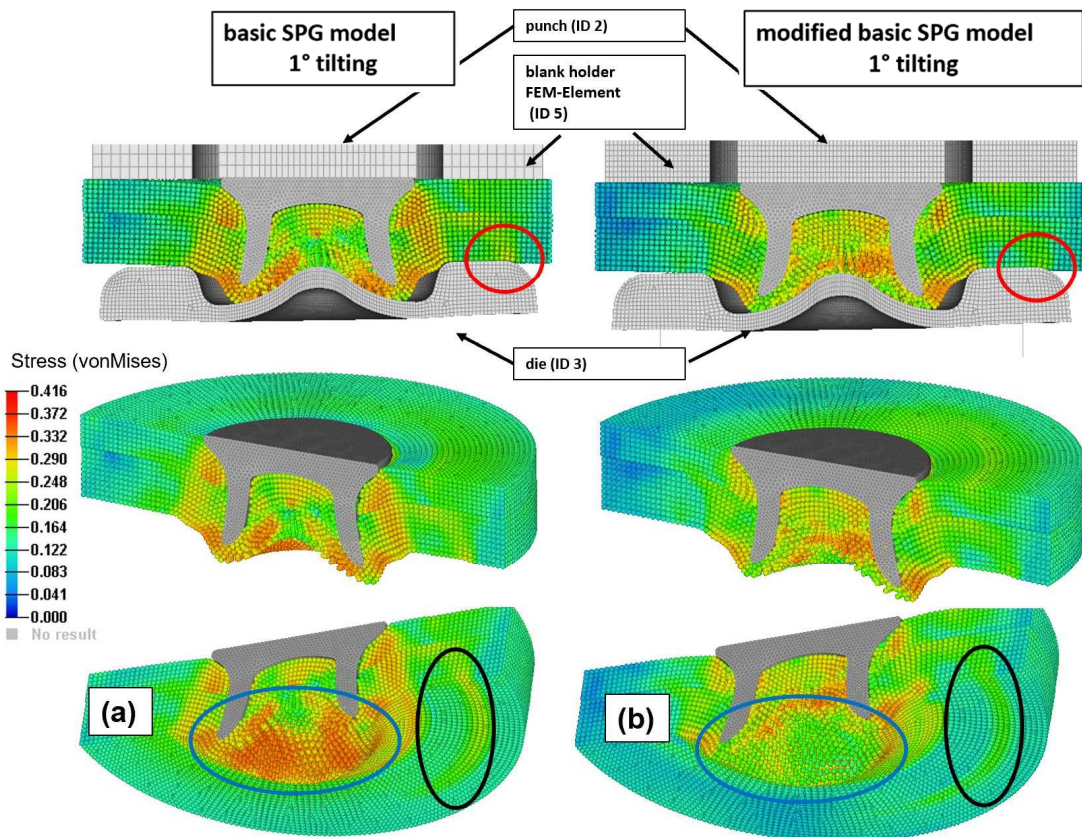 basic SPG model
1° tilting
punch (ID 2)
modified basic SPG model
1° tilting
blank holder
FEM-Element
(ID 5)
die (ID 3)
Stress (vonMises)
0.416
0.372
0.332
0.290
0.248
0.206
0.164
0.122
0.083
0.041
0.000
No result
(a)
(b)